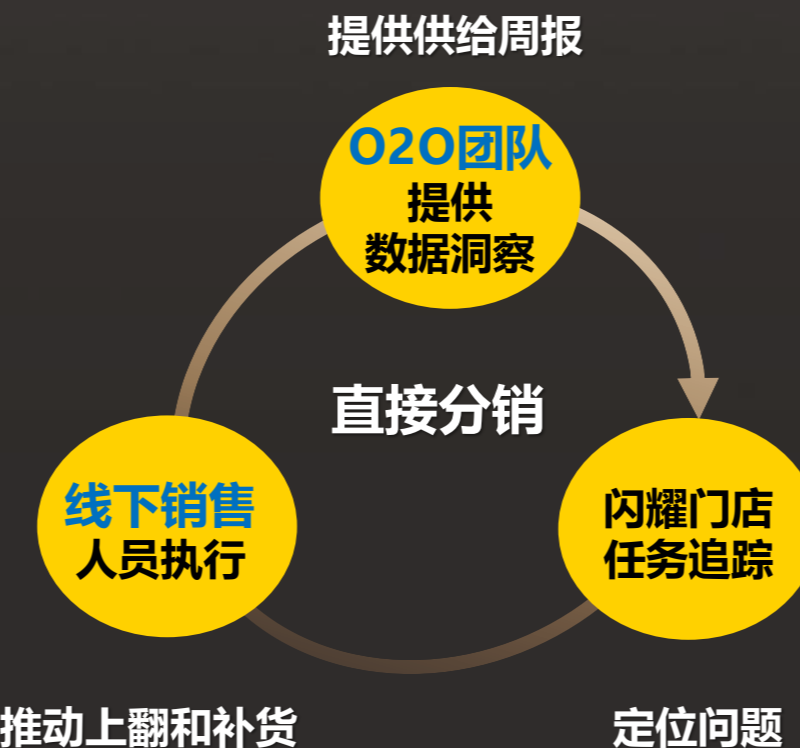 提供供给周报
O2O团队
提供
数据洞察
直接分销
线下销售
人员执行
闪耀门店
任务追踪
推动上翻和补货
定位问题